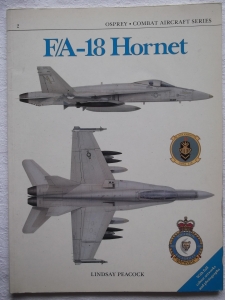 2
OSPREY • COMBAT AIRCRAFT SERIES
F/A-18 Hornet
LINDSAY PEACOCK